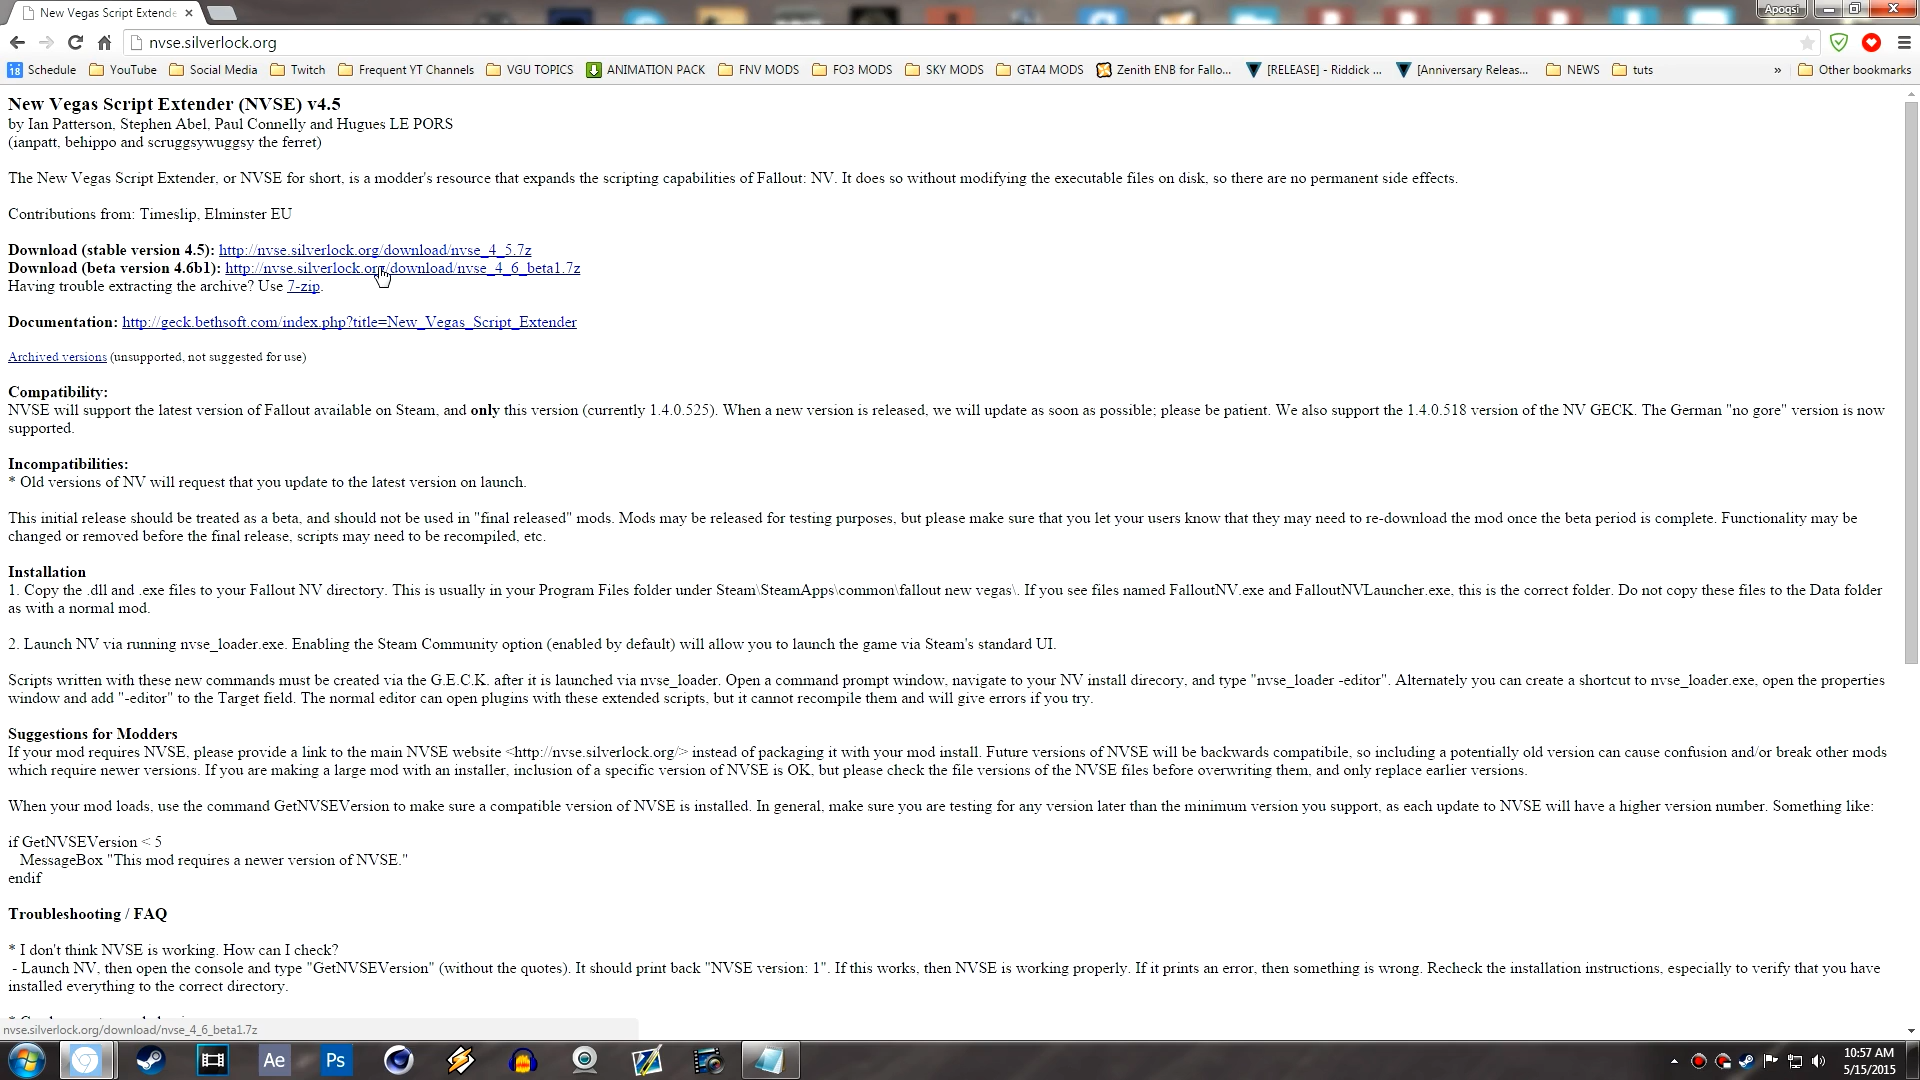 New Vegas Script Extende
Apoqsi
nvse.silverlock.org
18 Schedule YouTube Social Media Twitch Frequent YT Channels VGU TOPICS ANIMATION PACK FNV MODS FO3 MODS SKY MODS GTA4 MODS Zenith ENB for Fallo... [RELEASE] - Riddick ... [Anniversary Releas... NEWS tuts » Other bookmarks
New Vegas Script Extender (NVSE) v4.5
by Ian Patterson, Stephen Abel, Paul Connelly and Hugues LE PORS
(ianpatt, behippo and scruggsywuggsy the ferret)
The New Vegas Script Extender, or NVSE for short, is a modder's resource that expands the scripting capabilities of Fallout: NV. It does so without modifying the executable files on disk, so there are no permanent side effects.
Contributions from: Timeslip, Elminster EU
Download (stable version 4.5): http://nvse.silverlock.org/download/nvse_4_5.7z
Download (beta version 4.6b1): http://nvse.silverlock.org/download/nvse_4_6_beta1.7z
Having trouble extracting the archive? Use 7-zip.
Documentation: http://geck.bethsoft.com/index.php?title=New_Vegas_Script_Extender
Archived versions (unsupported, not suggested for use)
Compatibility:
NVSE will support the latest version of Fallout available on Steam, and only this version (currently 1.4.0.525). When a new version is released, we will update as soon as possible; please be patient. We also support the 1.4.0.518 version of the NV GECK. The German "no gore" version is now
supported.
Incompatibilities:
* Old versions of NV will request that you update to the latest version on launch.
This initial release should be treated as a beta, and should not be used in "final released" mods. Mods may be released for testing purposes, but please make sure that you let your users know that they may need to re-download the mod once the beta period is complete. Functionality may be
changed or removed before the final release, scripts may need to be recompiled, etc.
Installation
1. Copy the .dll and .exe files to your Fallout NV directory. This is usually in your Program Files folder under Steam\SteamApps\common\fallout new vegas\. If you see files named FalloutNV.exe and FalloutNVLauncher.exe, this is the correct folder. Do not copy these files to the Data folder
as with a normal mod.
2. Launch NV via running nvse_loader.exe. Enabling the Steam Community option (enabled by default) will allow you to launch the game via Steam's standard UI.
Scripts written with these new commands must be created via the G.E.C.K. after it is launched via nvse_loader. Open a command prompt window, navigate to your NV install direcory, and type "nvse_loader -editor". Alternately you can create a shortcut to nvse_loader.exe, open the properties
window and add "-editor" to the Target field. The normal editor can open plugins with these extended scripts, but it cannot recompile them and will give errors if you try.
Suggestions for Modders
If your mod requires NVSE, please provide a link to the main NVSE website <http://nvse.silverlock.org/> instead of packaging it with your mod install. Future versions of NVSE will be backwards compatibile, so including a potentially old version can cause confusion and/or break other mods
which require newer versions. If you are making a large mod with an installer, inclusion of a specific version of NVSE is OK, but please check the file versions of the NVSE files before overwriting them, and only replace earlier versions.
When your mod loads, use the command GetNVSEVersion to make sure a compatible version of NVSE is installed. In general, make sure you are testing for any version later than the minimum version you support, as each update to NVSE will have a higher version number. Something like:
if GetNVSEVersion < 5
MessageBox "This mod requires a newer version of NVSE."
endif
Troubleshooting / FAQ
* I don't think NVSE is working. How can I check?
- Launch NV, then open the console and type "GetNVSEVersion" (without the quotes). It should print back "NVSE version: 1". If this works, then NVSE is working properly. If it prints an error, then something is wrong. Recheck the installation instructions, especially to verify that you have
installed everything to the correct directory.
nvse.silverlock.org/download/nvse_4_6_beta1.7z
Ae Ps
10:57 AM
5/15/2015